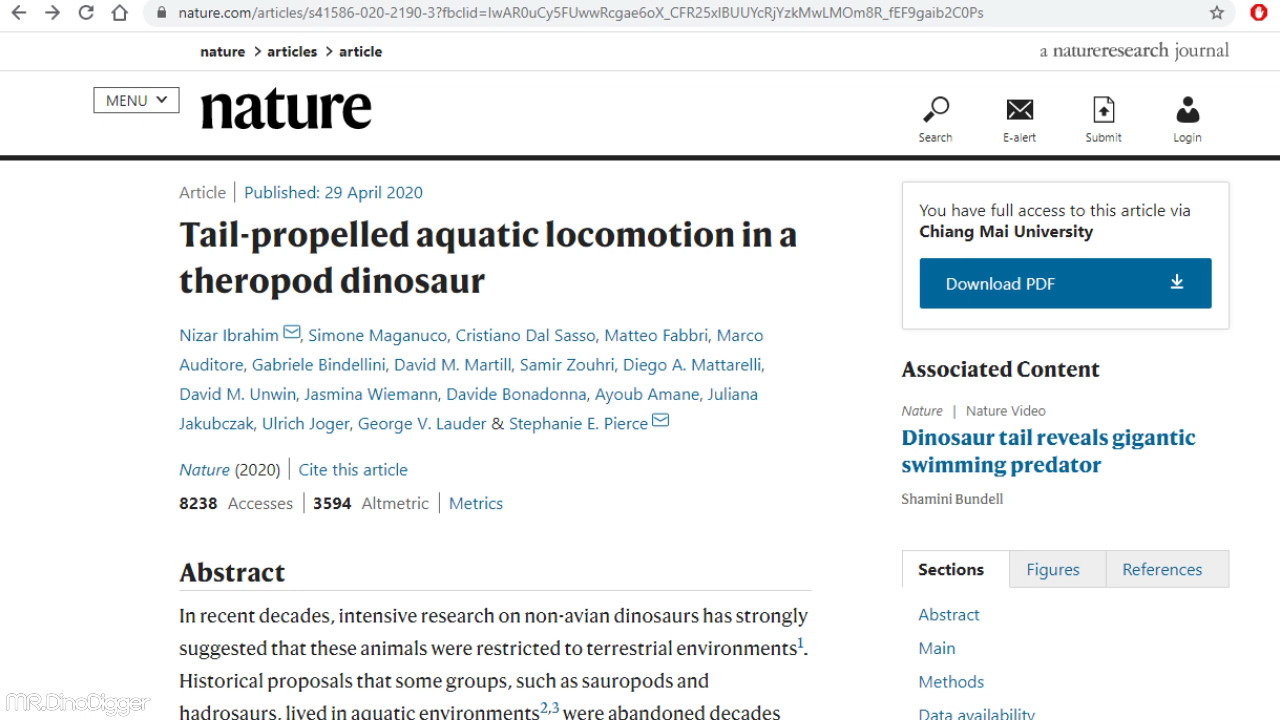 nature.com/articles/s41586-020-2190-3?fbclid=IwAR0uCy5FUwwRcgae6oX_CFR25xlBUUYcRjYzkMwLMOm8R_fEF9gaib2C0Ps
nature > articles > article
a natureresearch journal
MENU
nature
Search
E-alert
Submit
Login
Article | Published: 29 April 2020
Tail-propelled aquatic locomotion in a
theropod dinosaur
Nizar Ibrahim, Simone Maganuco, Cristiano Dal Sasso, Matteo Fabbri, Marco
Auditore, Gabriele Bindellini, David M. Martill, Samir Zouhri, Diego A. Mattarelli,
David M. Unwin, Jasmina Wiemann, Davide Bonadonna, Ayoub Amane, Juliana
Jakubczak, Ulrich Joger, George V. Lauder & Stephanie E. Pierce
Nature (2020) | Cite this article
8238 Accesses | 3594 Altmetric | Metrics
Abstract
In recent decades, intensive research on non-avian dinosaurs has strongly
suggested that these animals were restricted to terrestrial environments1.
Historical proposals that some groups, such as sauropods and
hadrosaurs, lived in aquatic environments2,3 were abandoned decades
You have full access to this article via
Chiang Mai University
Download PDF
Associated Content
Nature | Nature Video
Dinosaur tail reveals gigantic
swimming predator
Shamini Bundell
Sections
Figures
References
Abstract
Main
Methods
Data availability
MR.DinoDigger